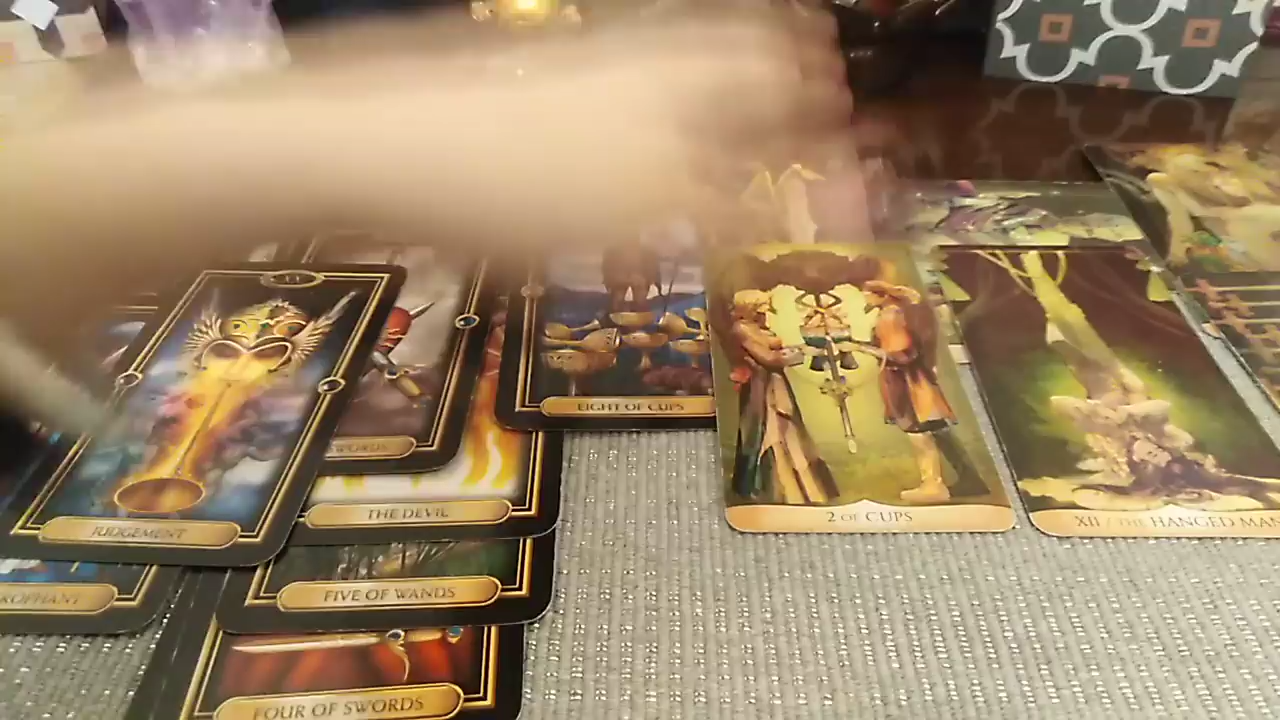 EIGHT OF CUPS
SWORDS
THE DEVIL
2 OF CUPS
XII / THE HANGED MAN
JUDGEMENT
FIVE OF WANDS
FOUR OF SWORDS